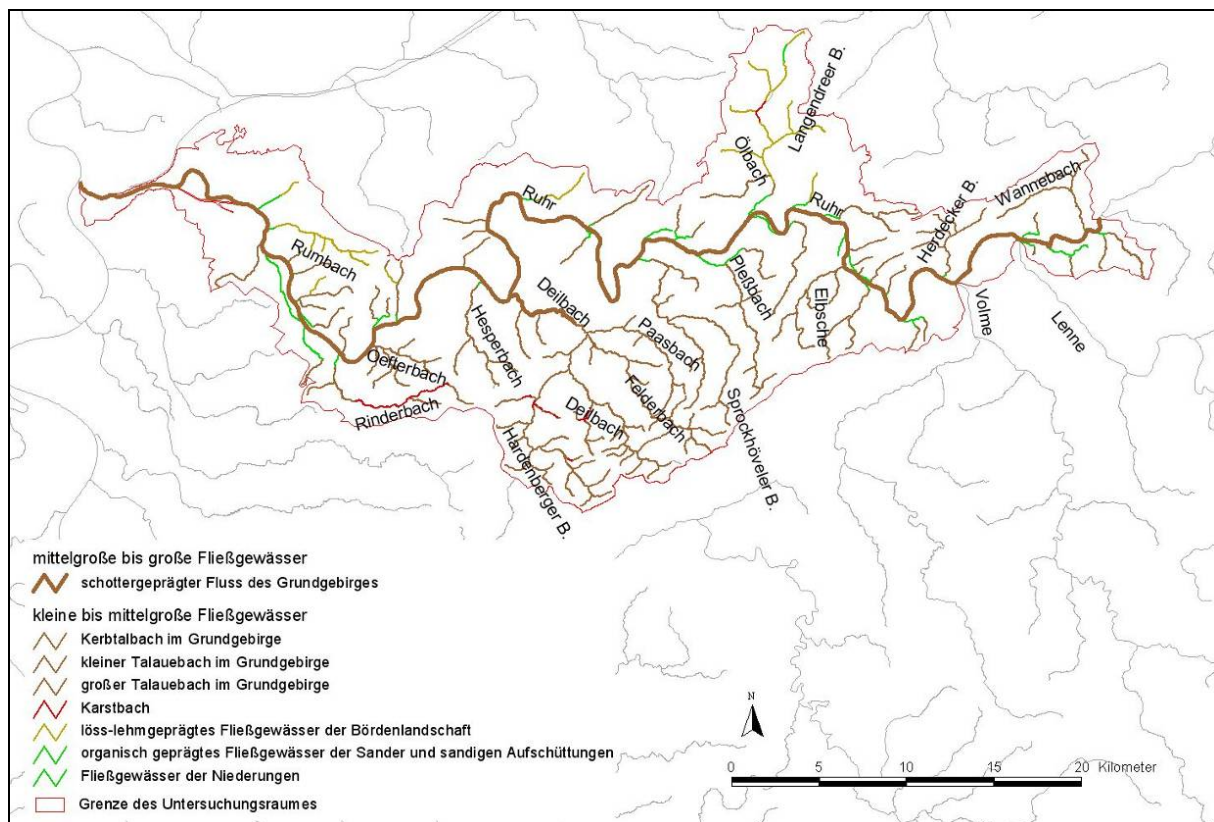 Langendreer B.
Ölbach
Ruhr
Ruhr
Herdecker B.
Wannebach
Rumbach
Deilbach
Pleßbach
Elbsche
Volme
Lenne
Hesperbach
Paasbach
Oefterbach
Felderbach
Rinderbach
Deilbach
Sprockhöveler B.
Hardenberger B.
mittelgroße bis große Fließgewässer
schottergeprägter Fluss des Grundgebirges
kleine bis mittelgroße Fließgewässer
Kerbtalbach im Grundgebirge
kleiner Talauebach im Grundgebirge
großer Talauebach im Grundgebirge
Karstbach
löss-lehmgeprägtes Fließgewässer der Bördenlandschaft
organisch geprägtes Fließgewässer der Sander und sandigen Aufschüttungen
Fließgewässer der Niederungen
Grenze des Untersuchungsraumes
N
0 5 10 15 20 Kilometer